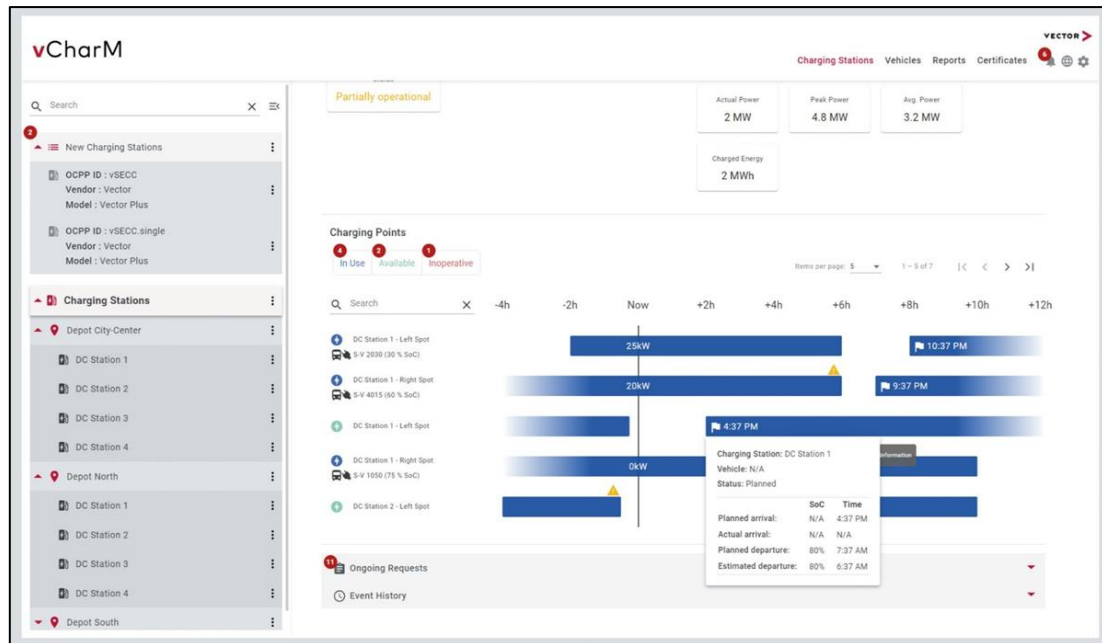 vCharM
VECTOR
Charging Stations Vehicles Reports Certificates 6
Search
2
New Charging Stations
OCPP ID : vSECC
Vendor : Vector
Model : Vector Plus
OCPP ID : vSECC.single
Vendor : Vector
Model : Vector Plus
Charging Stations
Depot City-Center
DC Station 1
DC Station 2
DC Station 3
DC Station 4
Depot North
DC Station 1
DC Station 2
DC Station 3
DC Station 4
Depot South
Partially operational
Actual Power
2 MW
Peak Power
4.8 MW
Avg. Power
3.2 MW
Charged Energy
2 MWh
Charging Points
4 2 1
In Use Available Inoperative
Items per page: 5 1 – 5 of 7
Search -4h -2h Now +2h +4h +6h +8h +10h +12h
DC Station 1 - Left Spot
S-V 2030 (30 % SoC)
25kW
10:37 PM
DC Station 1 - Right Spot
S-V 4015 (60 % SoC)
20kW
9:37 PM
DC Station 1 - Left Spot
4:37 PM
DC Station 1 - Right Spot
S-V 1050 (75 % SoC)
0kW
DC Station 2 - Left Spot
Charging Station: DC Station 1
Vehicle: N/A
Status: Planned
SoC Time
Planned arrival: N/A 4:37 PM
Actual arrival: N/A N/A
Planned departure: 80% 7:37 AM
Estimated departure: 80% 6:37 AM
information
11
Ongoing Requests
Event History